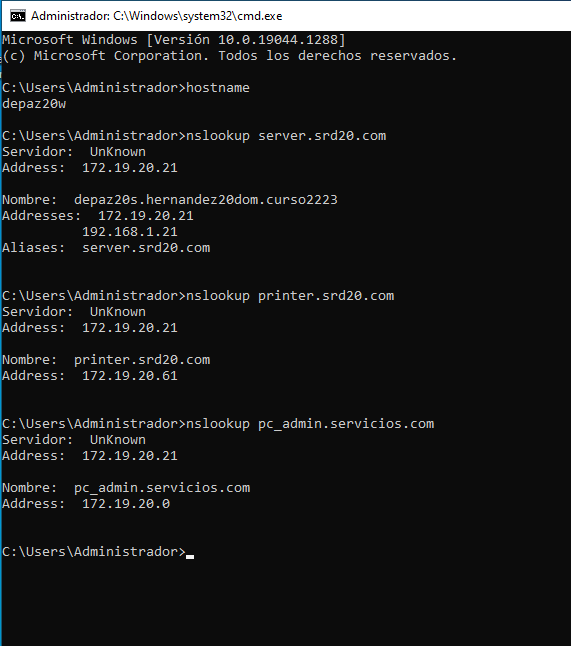 Administrador: C:\Windows\system32\cmd.exe
Microsoft Windows [Versión 10.0.19044.1288]
(c) Microsoft Corporation. Todos los derechos reservados.
C:\Users\Administrador>hostname
depaz20w
C:\Users\Administrador>nslookup server.srd20.com
Servidor:  UnKnown
Address:  172.19.20.21
Nombre:  depaz20s.hernandez20dom.curso2223
Addresses:  172.19.20.21
192.168.1.21
Aliases:  server.srd20.com
C:\Users\Administrador>nslookup printer.srd20.com
Servidor:  UnKnown
Address:  172.19.20.21
Nombre:  printer.srd20.com
Address:  172.19.20.61
C:\Users\Administrador>nslookup pc_admin.servicios.com
Servidor:  UnKnown
Address:  172.19.20.21
Nombre:  pc_admin.servicios.com
Address:  172.19.20.0
C:\Users\Administrador>